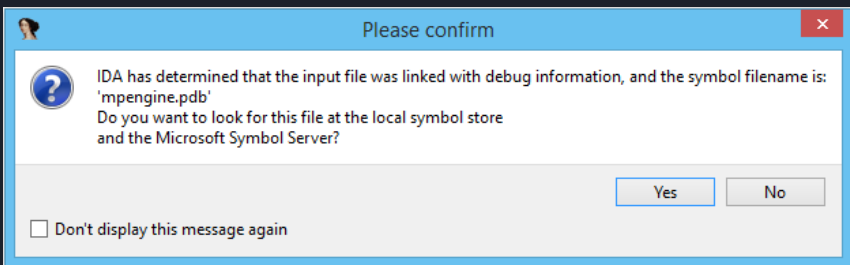 Please confirm
IDA has determined that the input file was linked with debug information, and the symbol filename is:
'mpengine.pdb'
Do you want to look for this file at the local symbol store
and the Microsoft Symbol Server?
Yes
No
Don't display this message again